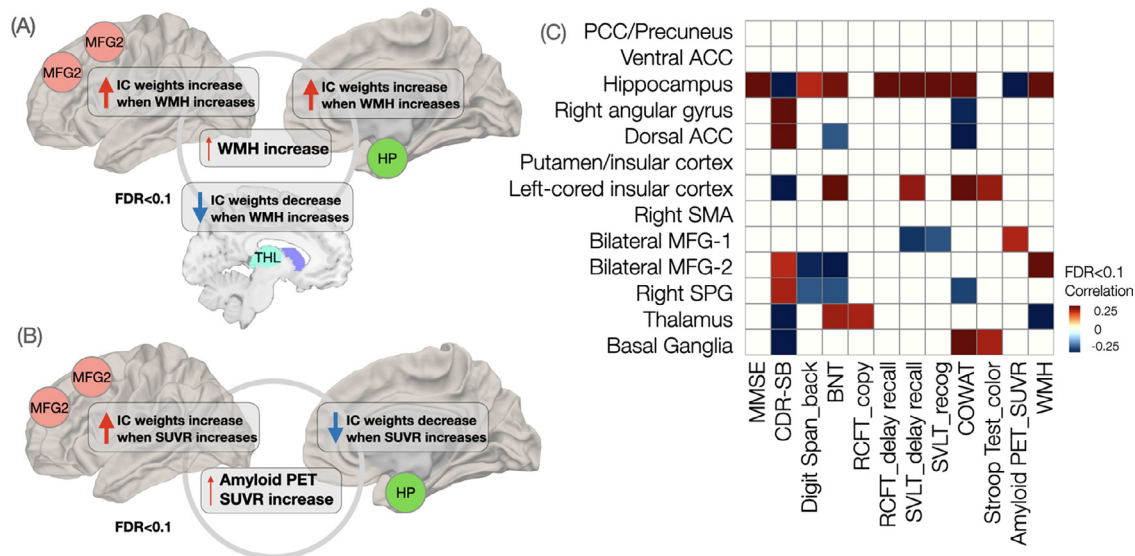 (A)
MFG2
MFG2
IC weights increase
when WMH increases
IC weights increase
when WMH increases
WMH increase
HP
FDR<0.1
IC weights decrease
when WMH increases
THL
(B)
MFG2
MFG2
IC weights increase
when SUVR increases
IC weights decrease
when SUVR increases
Amyloid PET
SUVR increase
HP
FDR<0.1
(C)
PCC/Precuneus
Ventral ACC
Hippocampus
Right angular gyrus
Dorsal ACC
Putamen/insular cortex
Left-cored insular cortex
Right SMA
Bilateral MFG-1
Bilateral MFG-2
Right SPG
Thalamus
Basal Ganglia
MMSE
CDR-SB
Digit Span_back
BNT
RCFT_copy
RCFT_delay recall
SVLT_delay recall
SVLT_recog
COWAT
Stroop Test_color
Amyloid PET_SUVR
WMH
FDR<0.1
Correlation
0.25
0
-0.25